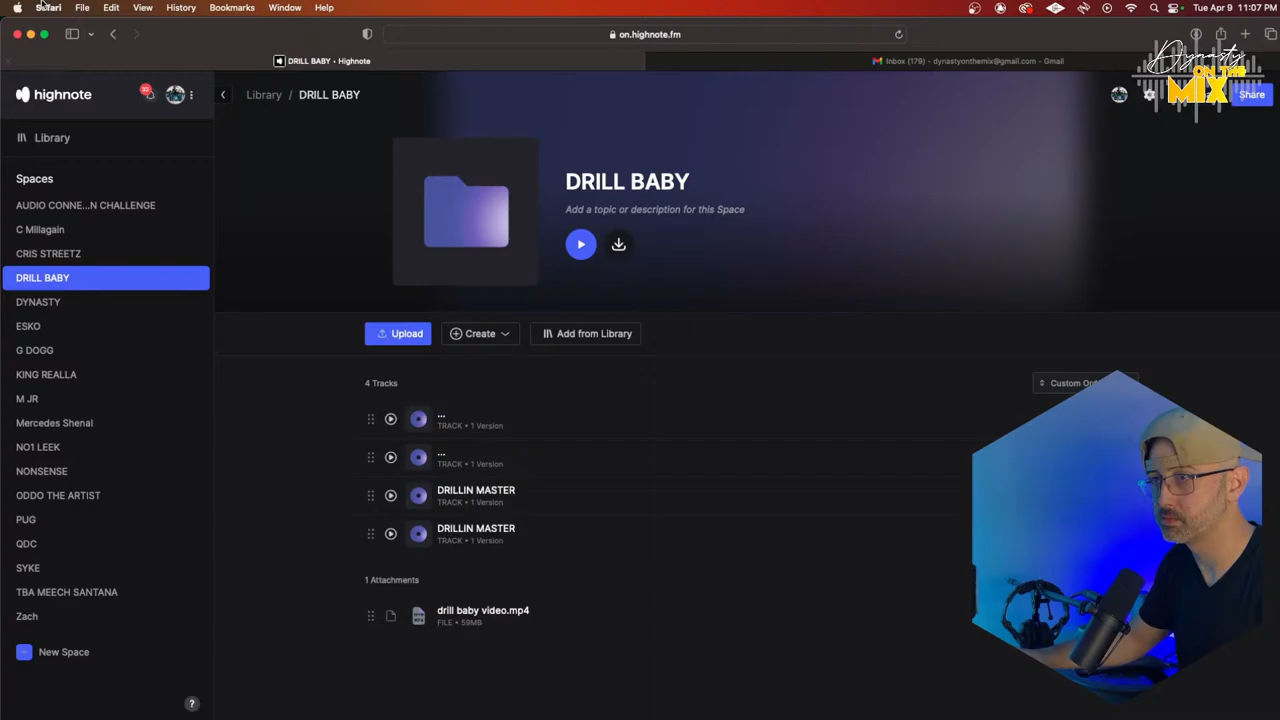 Safari File Edit View History Bookmarks Window Help
Tue Apr 9 11:07 PM
on.highnote.fm
DRILL BABY • Highnote
Inbox (179) - dynastyonthemix@gmail.com - Gmail
Dynasty
ON THE
MIX
highnote
32
Library / DRILL BABY
Share
Library
Spaces
AUDIO CONNE...N CHALLENGE
C Millagain
CRIS STREETZ
DRILL BABY
DYNASTY
ESKO
G DOGG
KING REALLA
M JR
Mercedes Shenal
NO1 LEEK
NONSENSE
ODDO THE ARTIST
PUG
QDC
SYKE
TBA MEECH SANTANA
Zach
New Space
?
DRILL BABY
Add a topic or description for this Space
Upload
Create
Add from Library
4 Tracks
Custom
...
TRACK • 1 Version
...
TRACK • 1 Version
DRILLIN MASTER
TRACK • 1 Version
DRILLIN MASTER
TRACK • 1 Version
1 Attachments
drill baby video.mp4
FILE • 59MB